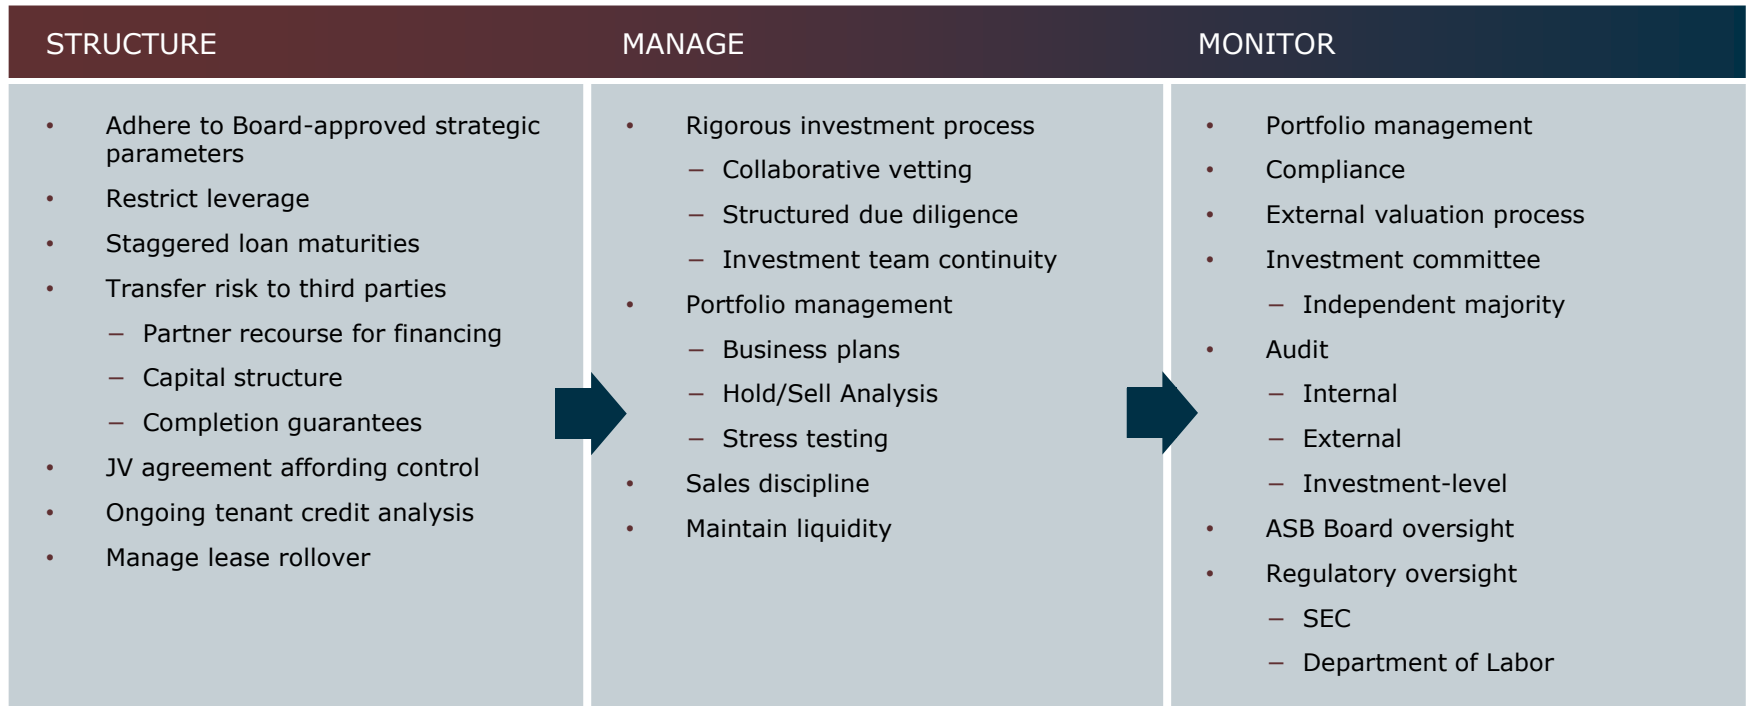 STRUCTURE
• Adhere to Board-approved strategic
parameters
• Restrict leverage
• Staggered loan maturities
• Transfer risk to third parties
– Partner recourse for financing
– Capital structure
– Completion guarantees
• JV agreement affording control
• Ongoing tenant credit analysis
• Manage lease rollover
MANAGE
• Rigorous investment process
– Collaborative vetting
– Structured due diligence
– Investment team continuity
• Portfolio management
– Business plans
– Hold/Sell Analysis
– Stress testing
• Sales discipline
• Maintain liquidity
MONITOR
• Portfolio management
• Compliance
• External valuation process
• Investment committee
– Independent majority
• Audit
– Internal
– External
– Investment-level
• ASB Board oversight
• Regulatory oversight
– SEC
– Department of Labor